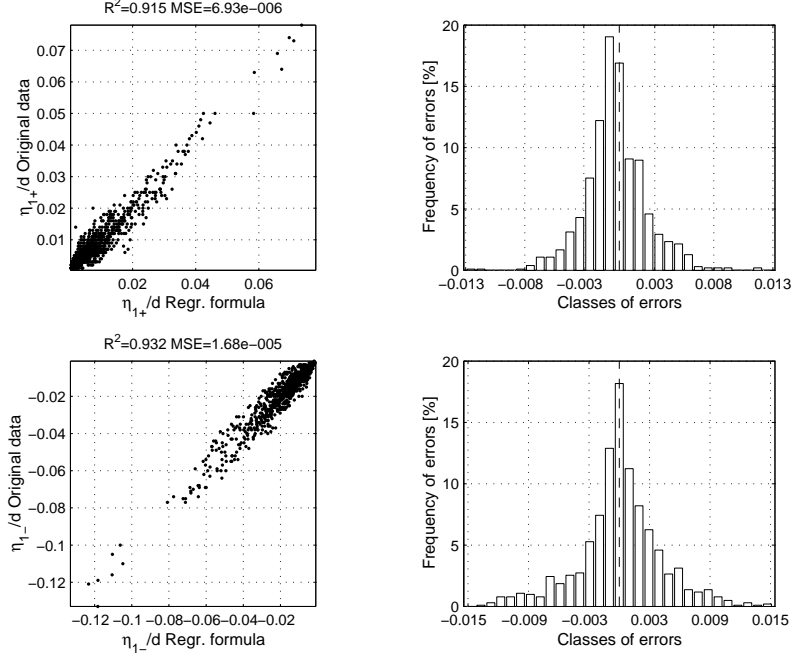 R²=0.915 MSE=6.93e−006
0.07
0.06
0.05
0.04
0.03
0.02
0.01
η1+/d Original data
0.02 0.04 0.06
η1+/d Regr. formula
20
15
10
5
0
Frequency of errors [%]
−0.013 −0.008 −0.003 0.003 0.008 0.013
Classes of errors
R²=0.932 MSE=1.68e−005
−0.02
−0.04
−0.06
−0.08
−0.1
−0.12
η1−/d Original data
−0.12 −0.1 −0.08 −0.06 −0.04 −0.02
η1−/d Regr. formula
20
15
10
5
0
Frequency of errors [%]
−0.015 −0.009 −0.003 0.003 0.009 0.015
Classes of errors